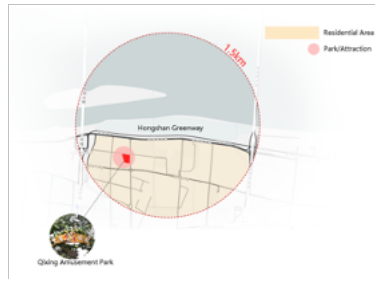 Residential Area
Park/Attraction
1.5km
Hongshan Greenway
Qixing Amusement Park